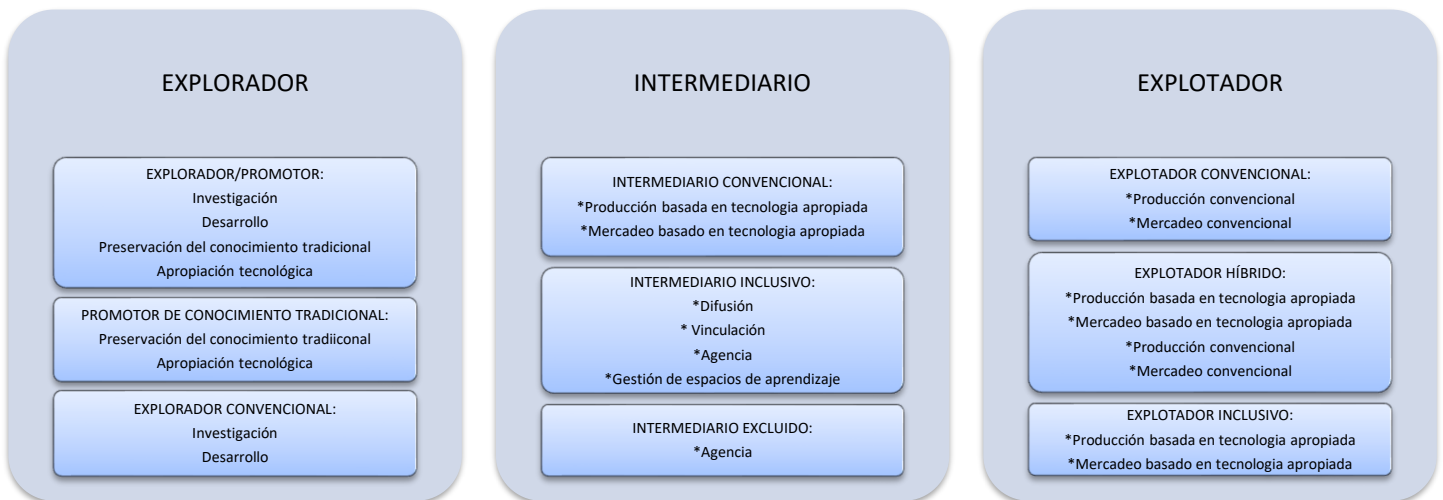 EXPLORADOR
EXPLORADOR/PROMOTOR:
Investigación
Desarrollo
Preservación del conocimiento tradicional
Apropiación tecnológica
PROMOTOR DE CONOCIMIENTO TRADICIONAL:
Preservación del conocimiento tradiiconal
Apropiación tecnológica
EXPLORADOR CONVENCIONAL:
Investigación
Desarrollo
INTERMEDIARIO
INTERMEDIARIO CONVENCIONAL:
*Producción basada en tecnologia apropiada
*Mercadeo basado en tecnologia apropiada
INTERMEDIARIO INCLUSIVO:
*Difusión
* Vinculación
*Agencia
*Gestión de espacios de aprendizaje
INTERMEDIARIO EXCLUIDO:
*Agencia
EXPLOTADOR
EXPLOTADOR CONVENCIONAL:
*Producción convencional
*Mercadeo convencional
EXPLOTADOR HÍBRIDO:
*Producción basada en tecnologia apropiada
*Mercadeo basado en tecnologia apropiada
*Producción convencional
*Mercadeo convencional
EXPLOTADOR INCLUSIVO:
*Producción basada en tecnologia apropiada
*Mercadeo basado en tecnologia apropiada